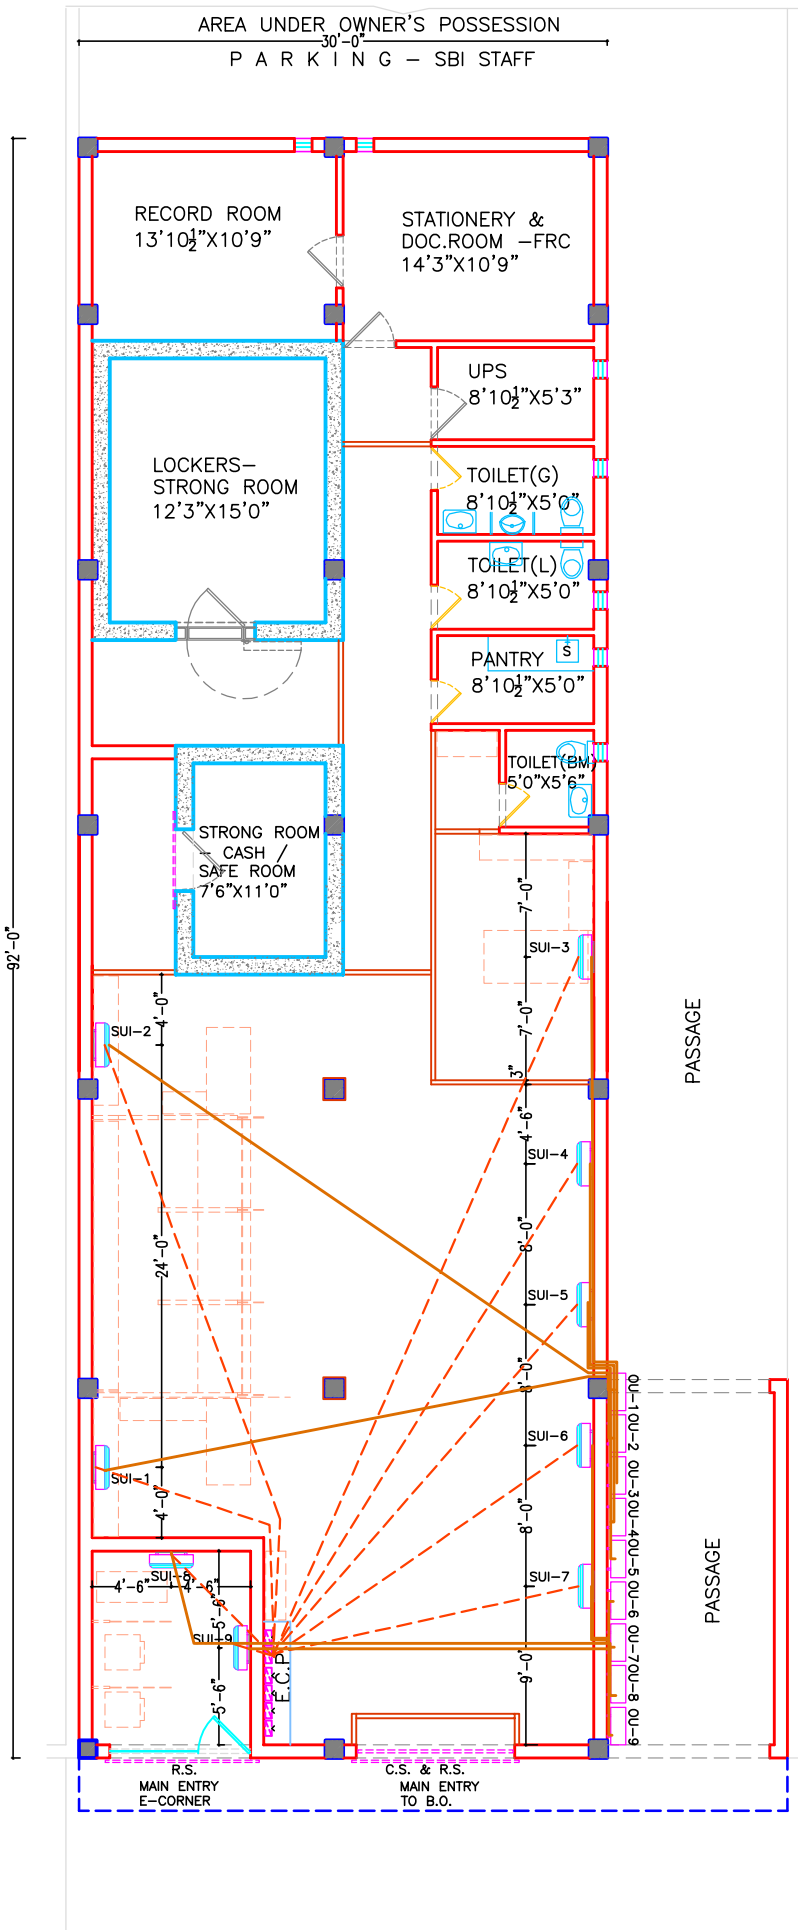 AREA UNDER OWNER'S POSSESSION
30'-0"
PARKING – SBI STAFF
RECORD ROOM
13'10½"X10'9"
STATIONERY &
DOC.ROOM –FRC
14'3"X10'9"
UPS
8'10½"X5'3"
LOCKERS–
STRONG ROOM
12'3"X15'0"
TOILET(G)
8'10½"X5'0"
TOILET(L)
8'10½"X5'0"
S
PANTRY
8'10½"X5'0"
TOILET(BM)
5'0"X5'6"
STRONG ROOM
– CASH /
SAFE ROOM
7'6"X11'0"
92'-0"
7'-0"
SUI-3
7'-0"
3"
4'-0"
SUI-2
PASSAGE
4'-6"
SUI-4
8'-0"
24'-0"
SUI-5
8'-0"
SUI-6
SUI-1
4'-0"
8'-0"
OU-1
OU-2
OU-3
OU-4
OU-5
OU-6
OU-7
OU-8
OU-9
PASSAGE
SUI-7
SUI-8
4'-6"
4'-6"
5'-6"
SUI-9
5'-6"
E.C.P
9'-0"
R.S.
MAIN ENTRY
E-CORNER
C.S. & R.S.
MAIN ENTRY
TO B.O.